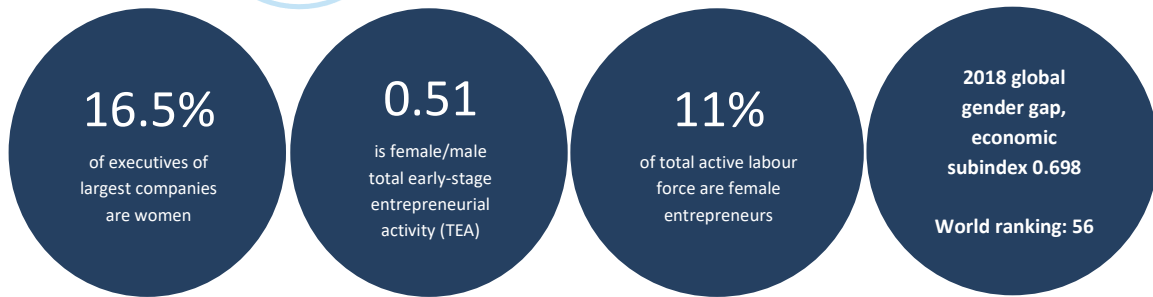 16.5%
of executives of
largest companies
are women
0.51
is female/male
total early-stage
entrepreneurial
activity (TEA)
11%
of total active labour
force are female
entrepreneurs
2018 global
gender gap,
economic
subindex 0.698
World ranking: 56